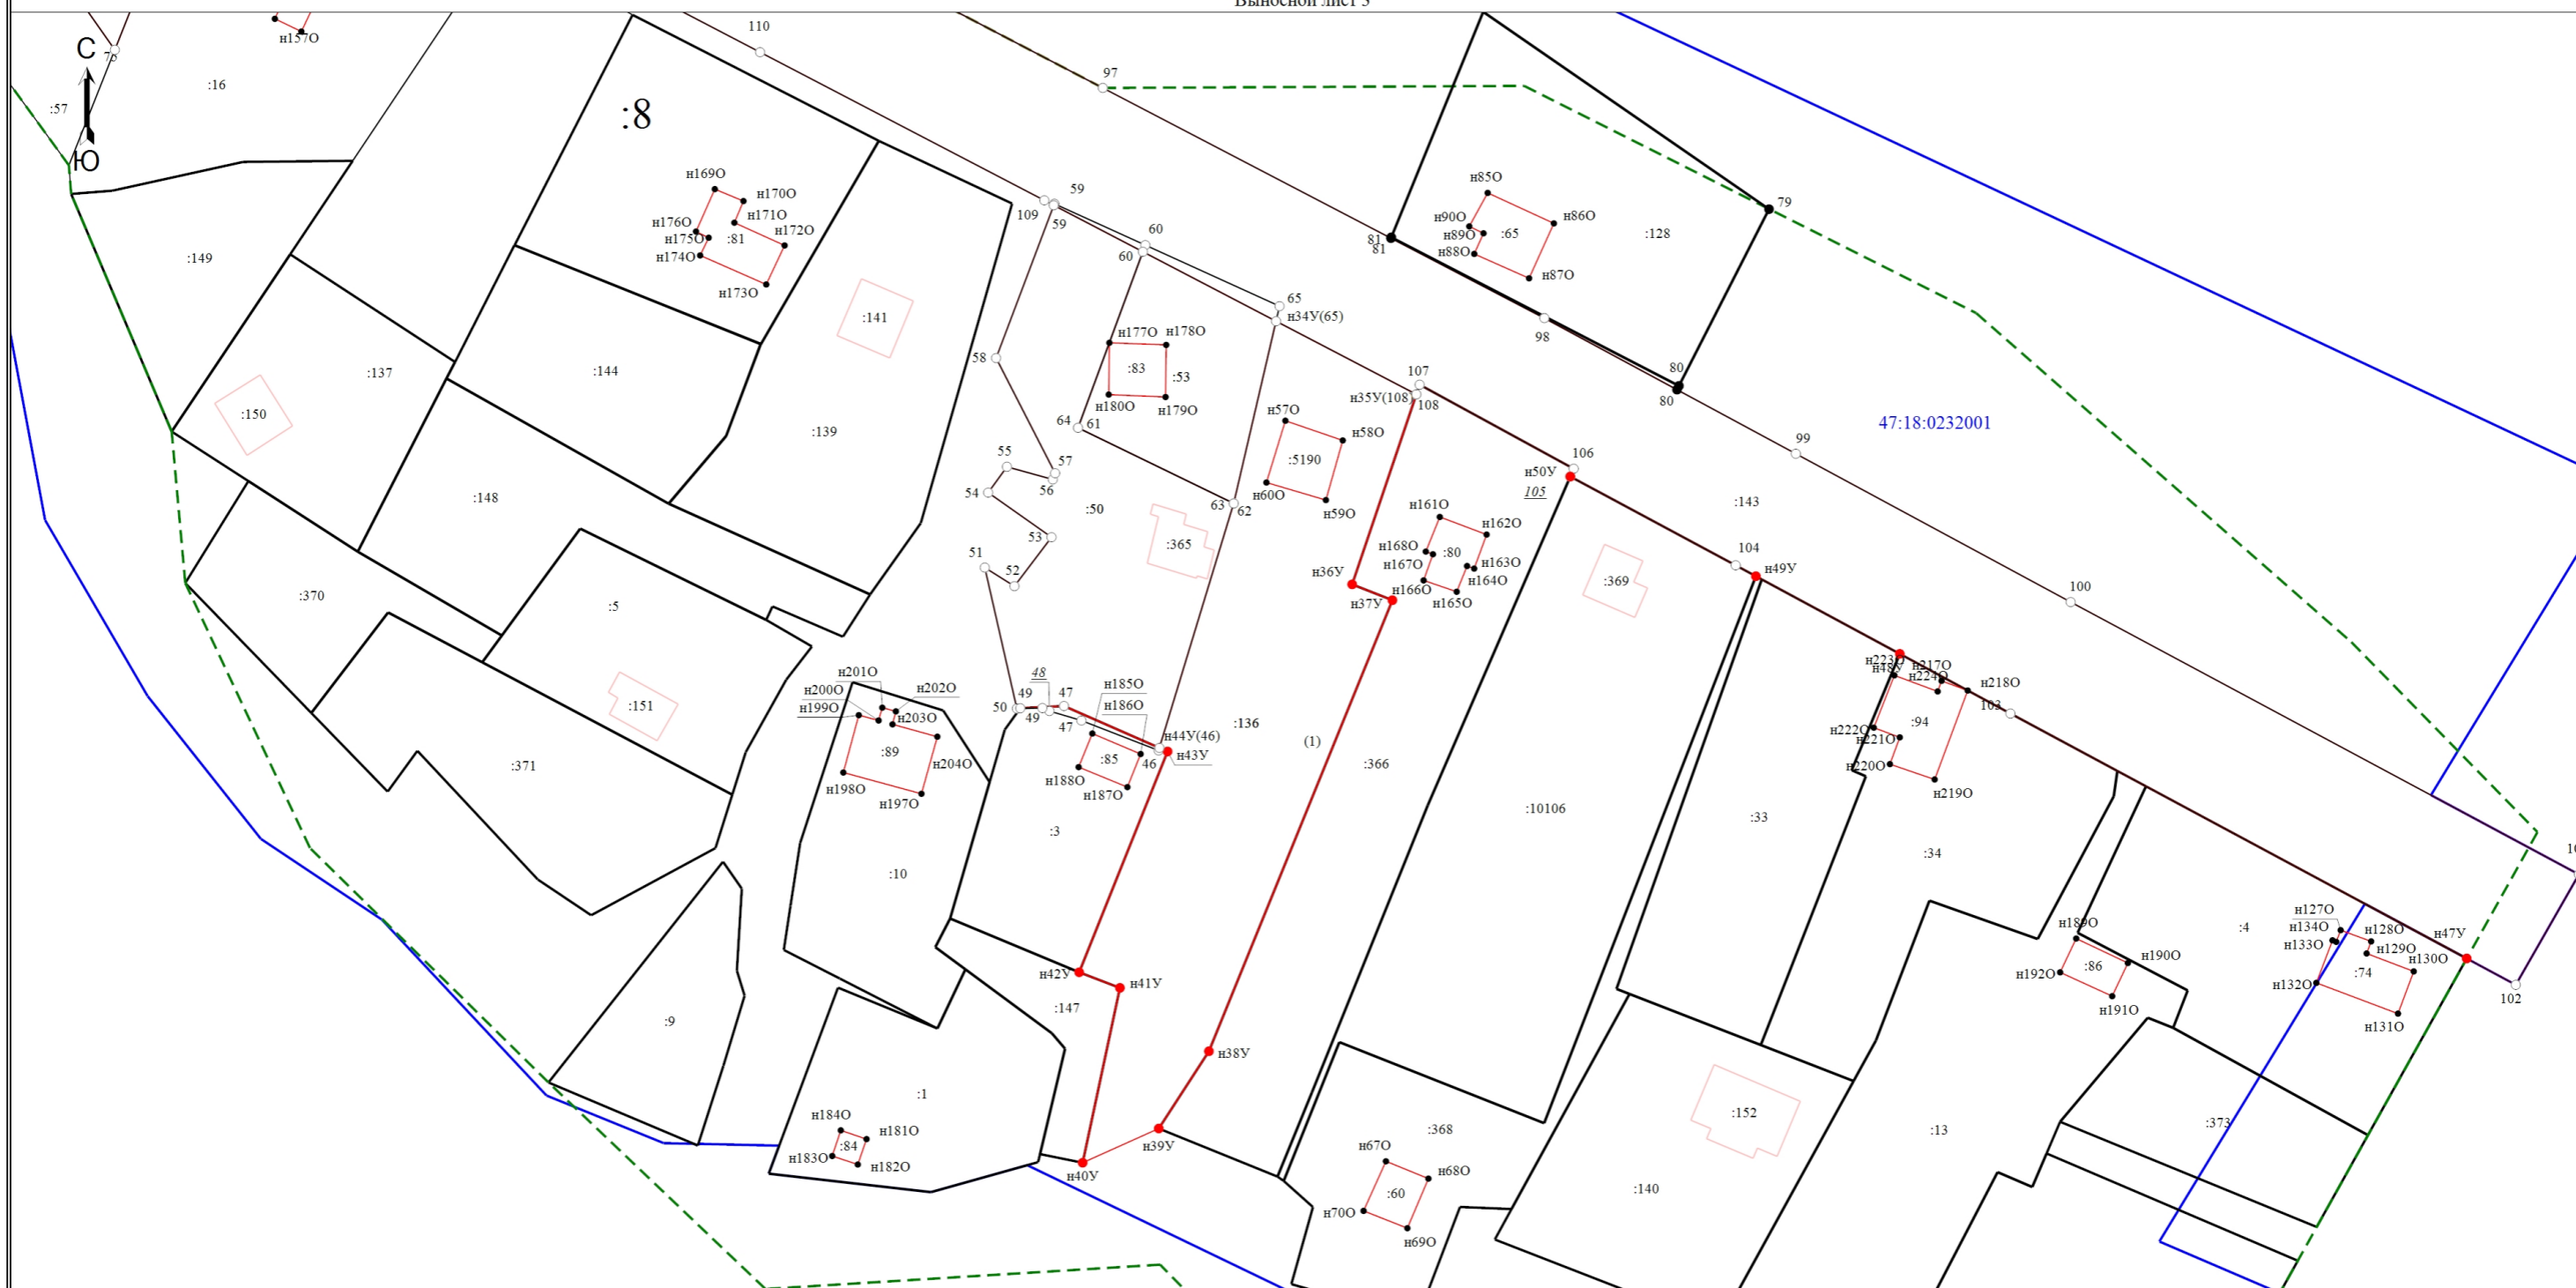 Выносной лист 3
110
н157О
С
75
97
:16
:57
:8
Ю
н169О
н85О
59
н170О
79
109
н86О
н90О
н171О
н176О
59
60
:128
:65
н89О
н172О
:81
н175О
81
81
н88О
60
н174О
:149
н87О
н173О
65
н34У(65)
:141
н177О
н178О
98
58
:83
80
:144
:137
107
:53
н35У(108)
80
108
н180О
н179О
н57О
:150
64
61
47:18:0232001
:139
н58О
99
55
106
57
:5190
н50У
54
56
105
н60О
:148
63
62
:50
н161О
:143
н59О
н162О
53
:365
н168О
:80
104
51
н167О
н163О
н49У
н36У
52
:369
н164О
н166О
100
:370
н37У
н165О
:5
н223О
н217О
н48У
48
н201О
н224О
н185О
н202О
н218О
н200О
49
47
н186О
:151
н199О
50
103
49
н203О
:94
47
:136
н222О
н44У(46)
н221О
(1)
:89
н43У
:85
46
:371
н204О
:366
н220О
н188О
н198О
н187О
н219О
н197О
:10106
:33
:3
:34
:10
н127О
н189О
н134О
:4
н128О
н47У
н133О
н129О
н190О
н130О
:86
н42У
н192О
:74
н41У
н132О
102
:147
н191О
:9
н131О
н38У
:1
н184О
:152
:373
:368
:13
н181О
:84
н39У
н67О
н183О
н182О
н40У
н68О
:60
:140
н70О
н69О